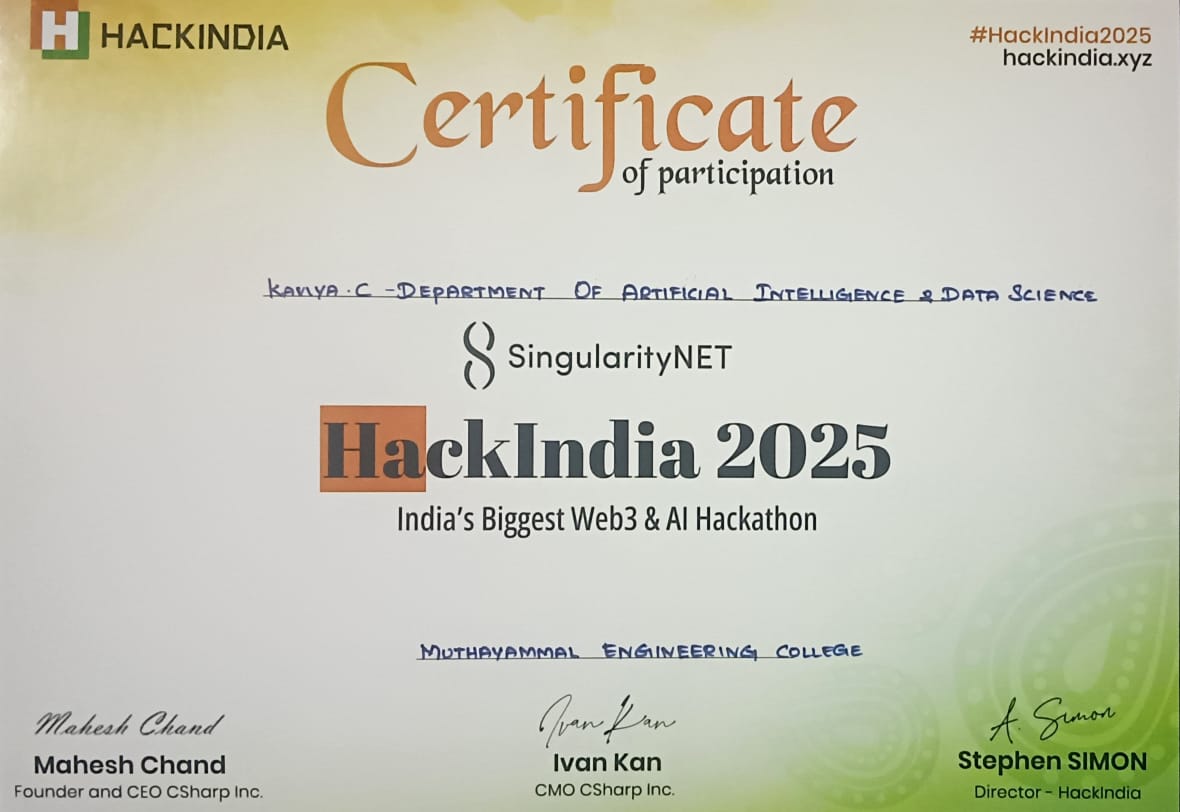 HACKINDIA
#HackIndia2025
hackindia.xyz
Certificate
of participation
KAVIYA.C - DEPARTMENT OF ARTIFICIAL INTELLIGENCE & DATA SCIENCE
SingularityNET
HackIndia 2025
India's Biggest Web3 & AI Hackathon
MUTHAYAMMAL ENGINEERING COLLEGE
Mahesh Chand
Ivan Kan
A. Simon
Mahesh Chand
Ivan Kan
Stephen SIMON
Founder and CEO CSharp Inc.
CMO CSharp Inc.
Director - HackIndia